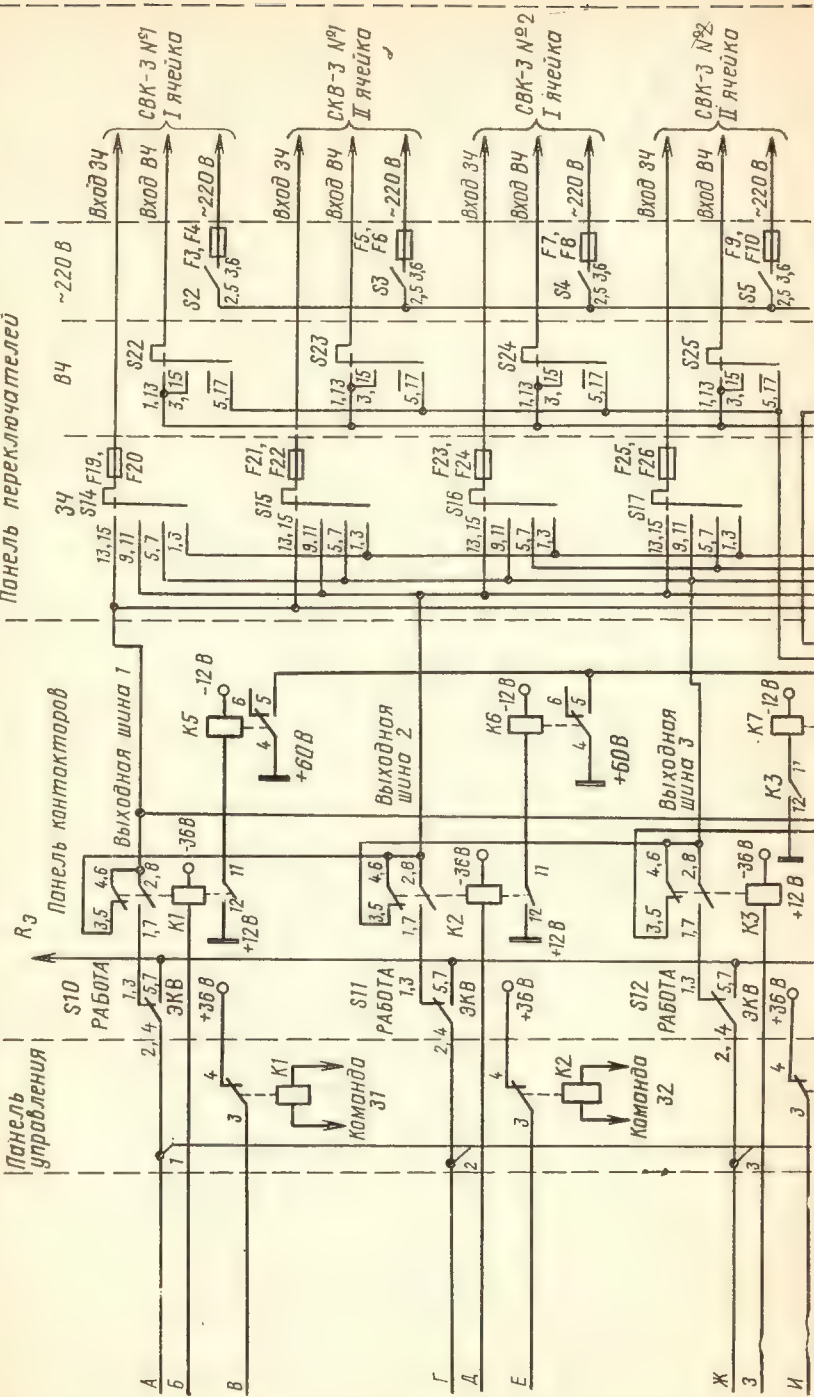 Панель переключателей
~220 В
ВЧ
ЗЧ
S14
F19,
F20
S22
S2
F3, F4
2,5
3,6
13,15
9,11
5,7
1,3
1,13
3,15
5,17
Вход ЗЧ
Вход ВЧ
~220 В
СВК-3 №1
I ячейка
S15
F21,
F22
S23
S3
F5,
F6
2,5
3,6
13,15
9,11
5,7
1,3
1,13
3,15
5,17
Вход ЗЧ
Вход ВЧ
~220 В
СКВ-3 №1
II ячейка
S16
F23,
F24
S24
S4
F7,
F8
2,5
3,6
13,15
9,11
5,7
1,3
1,13
3,15
5,17
Вход ЗЧ
Вход ВЧ
~220 В
СВК-3 №2
I ячейка
S17
F25,
F26
S25
S5
F9,
F10
2,5
3,6
13,15
9,11
5,7
1,3
1,13
3,15
5,17
Вход ЗЧ
Вход ВЧ
~220 В
СВК-3 №2
II ячейка
Панель контакторов
Rэ
Выходная шина 1
S10
РАБОТА
1,3
5,7
ЭКВ
2, 4
3,5
4,6
1,7
2,8
К1
-36 В
12
11
+12 В
К5
-12 В
6
5
4
+60 В
Выходная
шина 2
S11
РАБОТА
1,3
5,7
ЭКВ
2,4
3,5
4,6
1,7
2,8
К2
-36 В
12
11
+12 В
К6
-12 В
6
5
4
+60 В
Выходная
шина 3
S12
РАБОТА
1,3
5,7
ЭКВ
2, 4
3,5
4,6
1,7
2,8
К3
-36 В
+12 В
К3
12
11
К7
-12 В
Панель
управления
1
3
4
+36 В
К1
Команда
31
2
3
4
+36 В
К2
Команда
32
3
3
4
+36 В
А
Б
В
Г
Д
Е
Ж
З
И